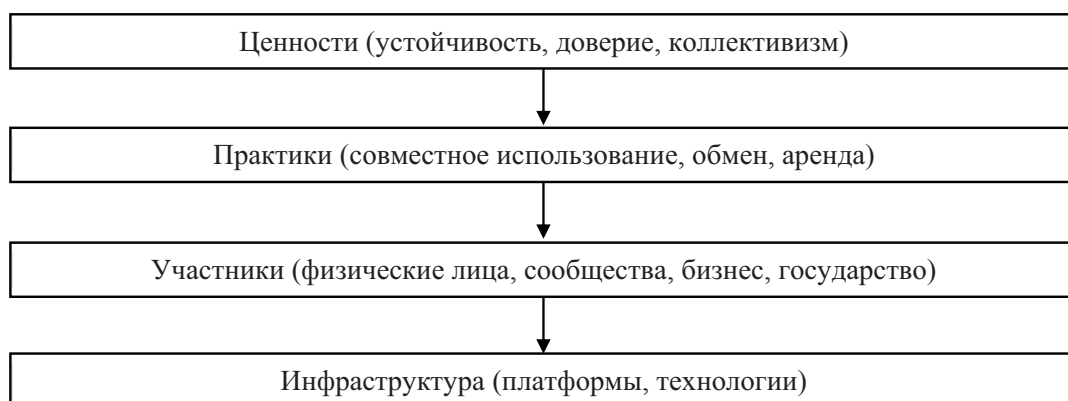 Ценности (устойчивость, доверие, коллективизм)
Практики (совместное использование, обмен, аренда)
Участники (физические лица, сообщества, бизнес, государство)
Инфраструктура (платформы, технологии)